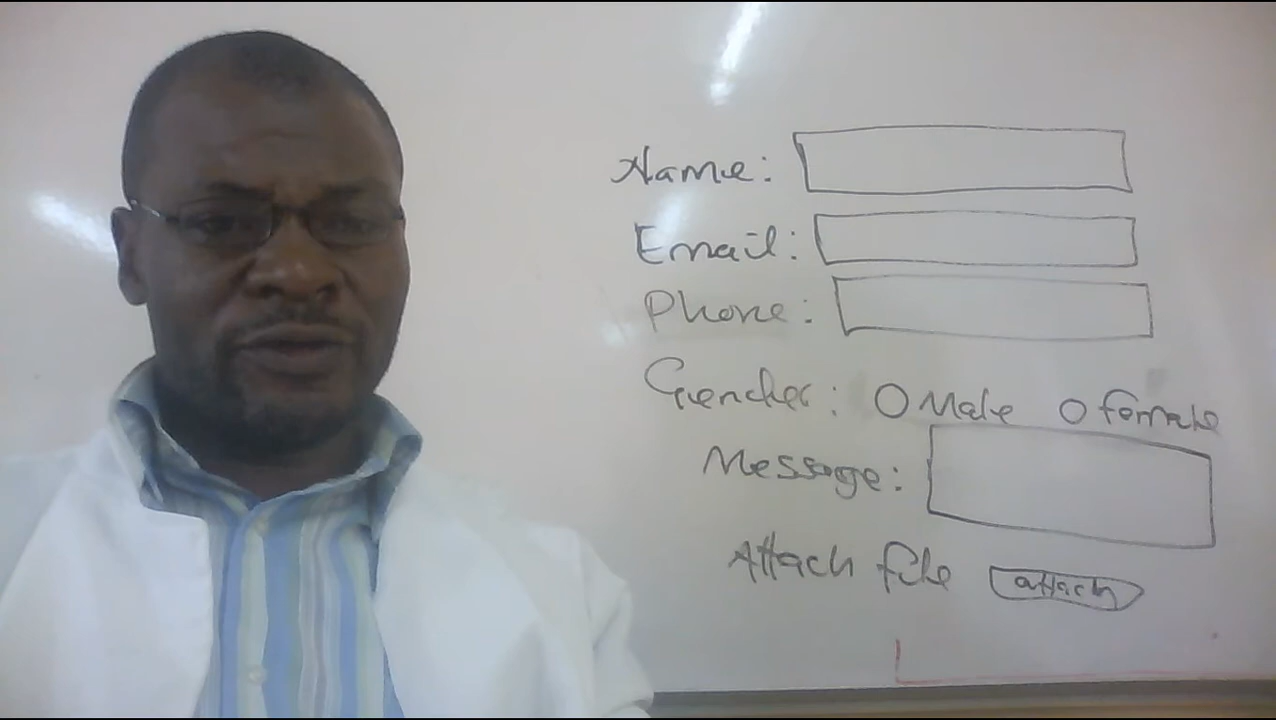 Name:
Email:
Phone:
Gender: Male female
Message:
Attach file attach